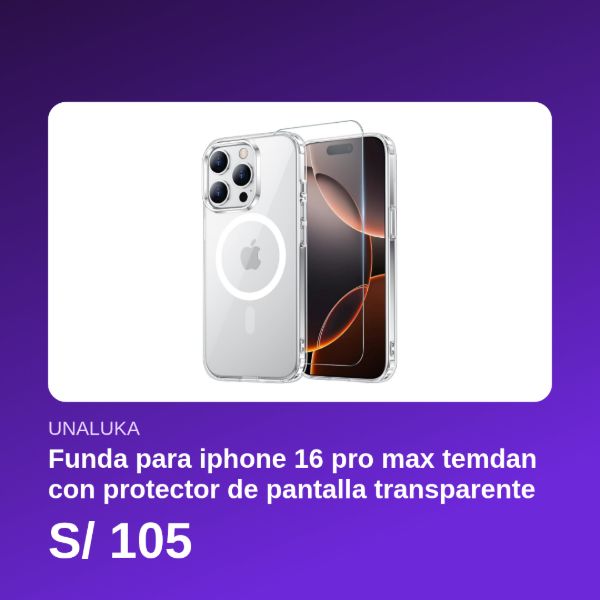 UNALUKA
Funda para iphone 16 pro max temdan
con protector de pantalla transparente
S/ 105